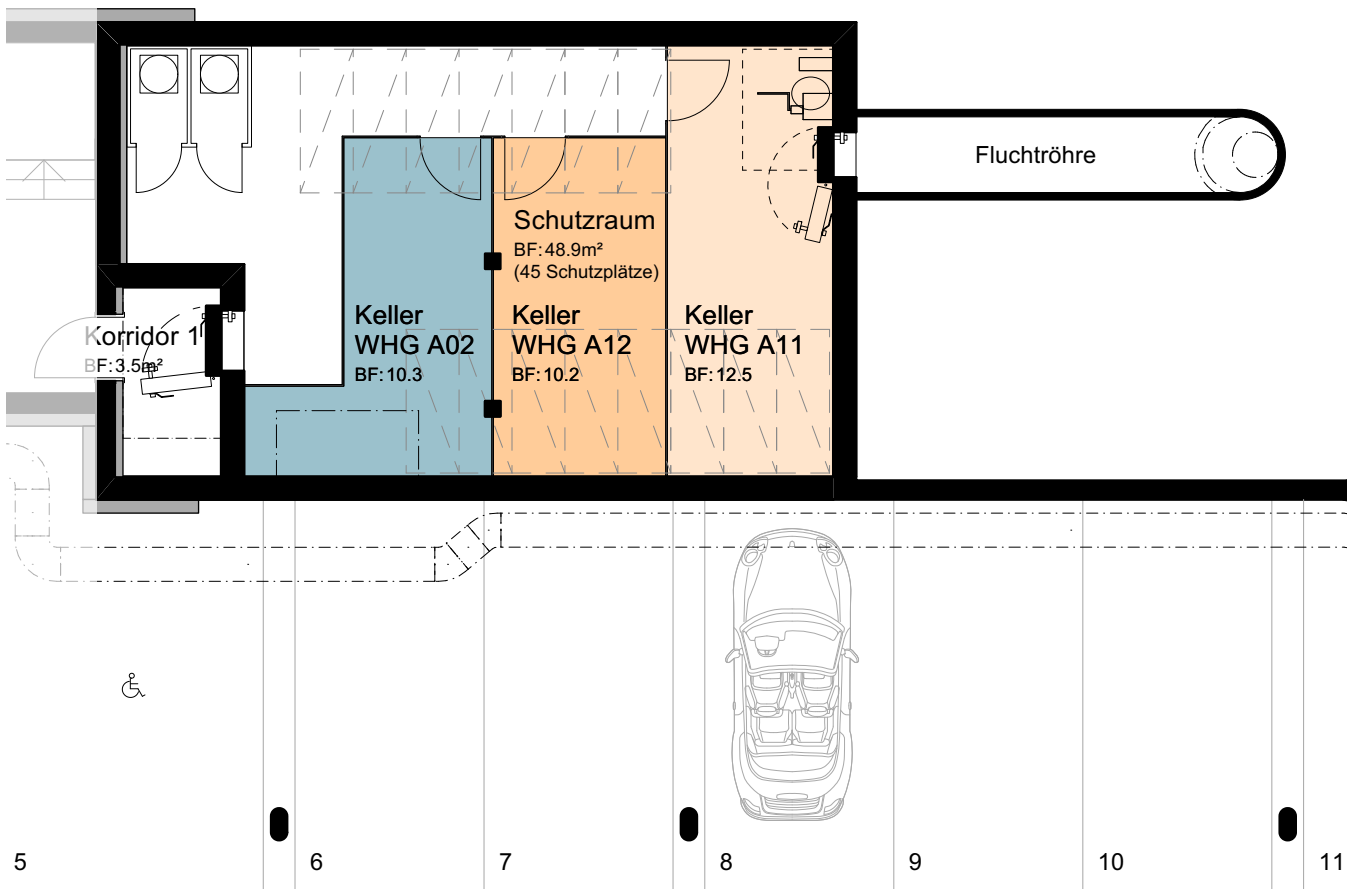 Fluchtröhre
Schutzraum
BF:48.9m²
(45 Schutzplätze)
Korridor 1
BF:3.5m²
Keller
WHG A02
BF:10.3
Keller
WHG A12
BF:10.2
Keller
WHG A11
BF:12.5
5
6
7
8
9
10
11